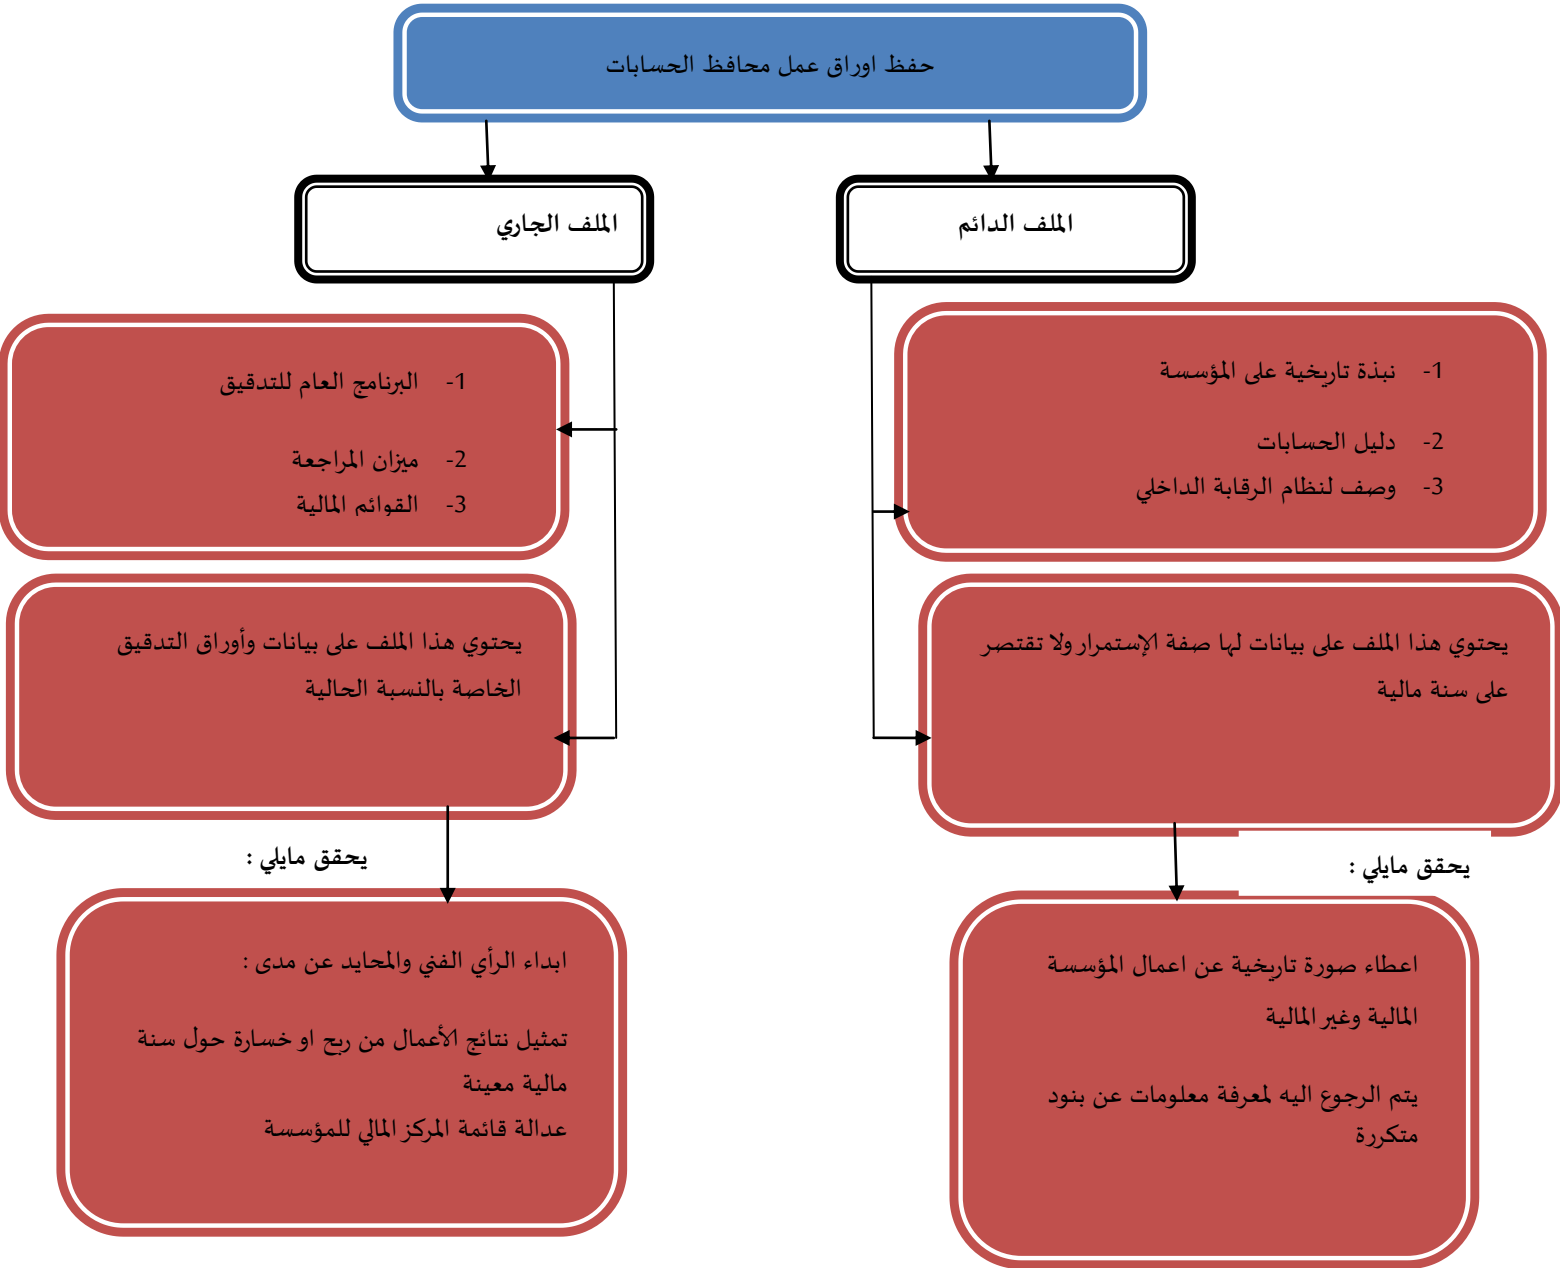 حفظ اوراق عمل محافظ الحسابات
الملف الدائم
الملف الجاري
1- نبذة تاريخية على المؤسسة
2- دليل الحسابات
3- وصف لنظام الرقابة الداخلي
1- البرنامج العام للتدقيق
2- ميزان المراجعة
3- القوائم المالية
يحتوي هذا الملف على بيانات لها صفة الإستمرار ولا تقتصر
على سنة مالية
يحتوي هذا الملف على بيانات وأوراق التدقيق
الخاصة بالنسبة الحالية
يحقق مايلي :
يحقق مايلي :
اعطاء صورة تاريخية عن اعمال المؤسسة
المالية وغير المالية
يتم الرجوع اليه لمعرفة معلومات عن بنود
متكررة
ابداء الرأي الفني والمحايد عن مدى :
تمثيل نتائج الأعمال من ربح او خسارة حول سنة
مالية معينة
عدالة قائمة المركز المالي للمؤسسة